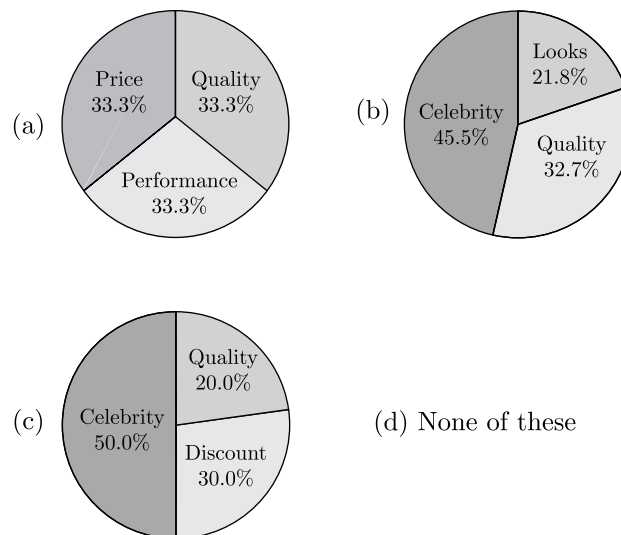 (a)
Price
33.3%
Quality
33.3%
Performance
33.3%
(b)
Looks
21.8%
Celebrity
45.5%
Quality
32.7%
(c)
Quality
20.0%
Celebrity
50.0%
Discount
30.0%
(d) None of these